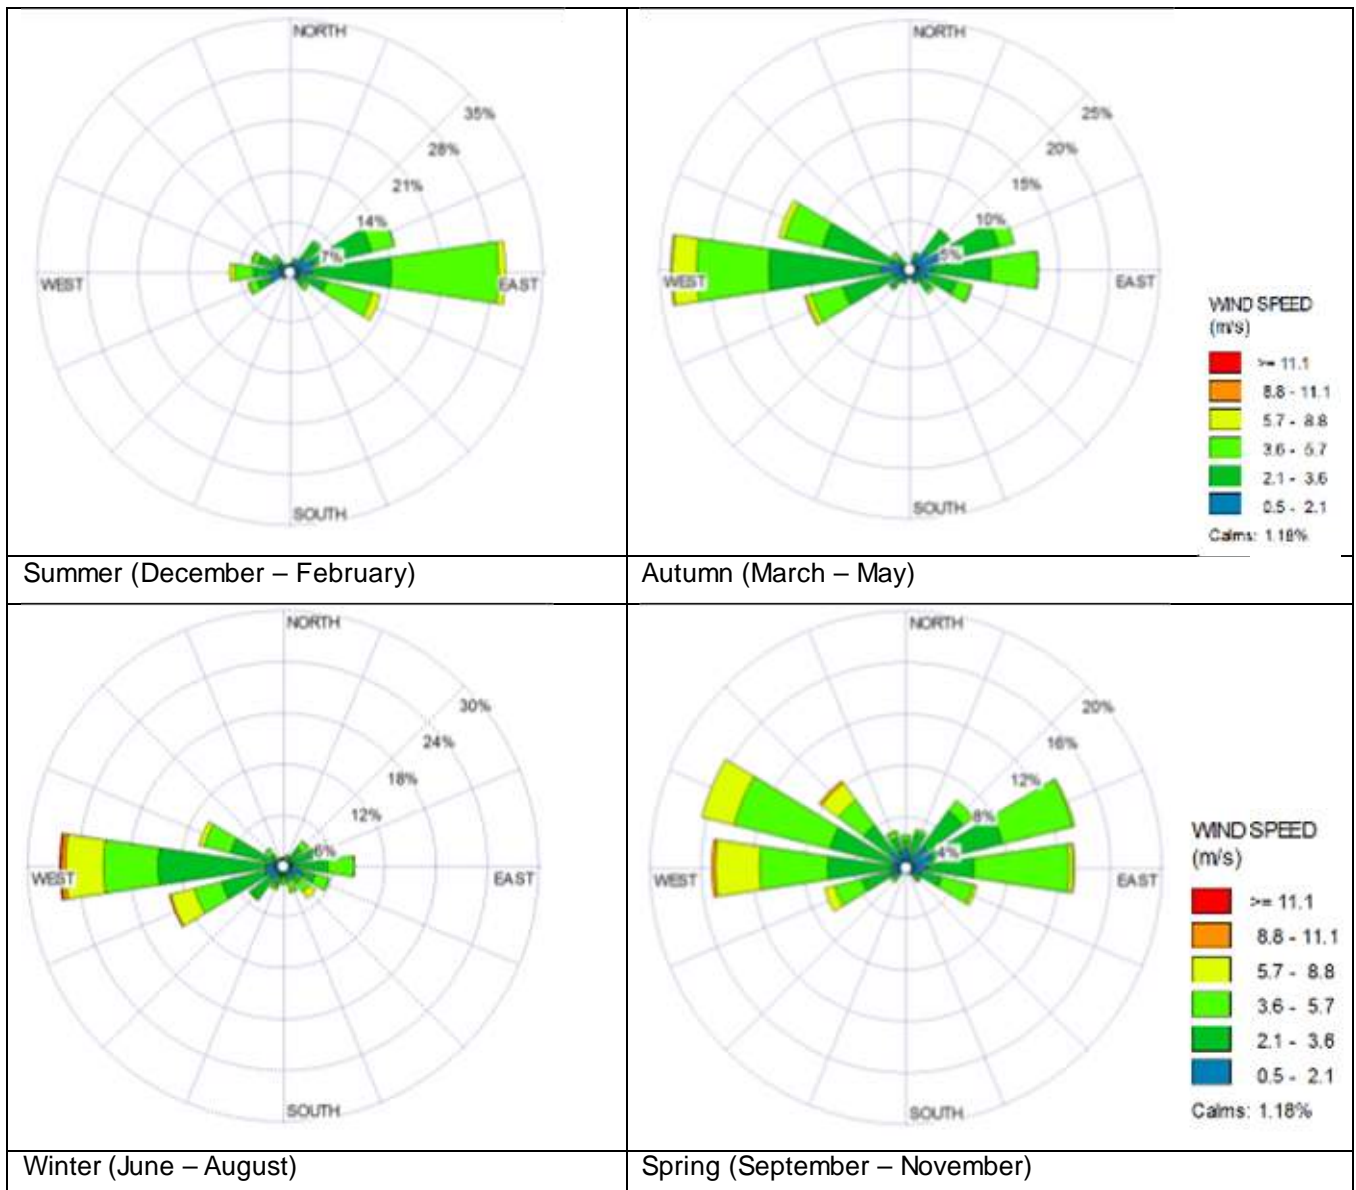 NORTH
35%
28%
21%
14%
7%
WEST
EAST
SOUTH
NORTH
25%
20%
15%
10%
5%
WEST
EAST
SOUTH
WIND SPEED
(m/s)
>= 11.1
8.8 - 11.1
5.7 - 8.8
3.6 - 5.7
2.1 - 3.6
0.5 - 2.1
Calms: 1.18%
Summer (December – February)
Autumn (March – May)
NORTH
30%
24%
18%
12%
6%
WEST
EAST
SOUTH
NORTH
20%
16%
12%
8%
4%
WEST
EAST
SOUTH
WIND SPEED
(m/s)
>= 11.1
8.8 - 11.1
5.7 - 8.8
3.6 - 5.7
2.1 - 3.6
0.5 - 2.1
Calms: 1.18%
Winter (June – August)
Spring (September – November)